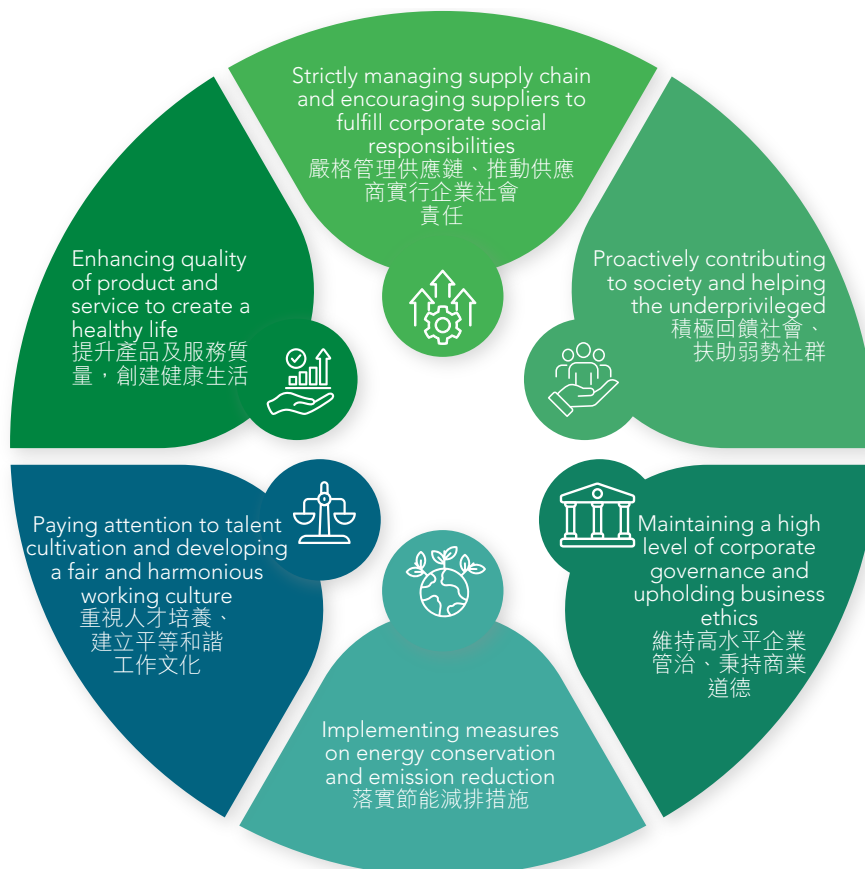 Strictly managing supply chain
and encouraging suppliers to
fulfill corporate social
responsibilities
嚴格管理供應鏈、推動供應
商實行企業社會
責任
Proactively contributing
to society and helping
the underprivileged
積極回饋社會、
扶助弱勢社群
Maintaining a high
level of corporate
governance and
upholding business
ethics
維持高水平企業
管治、秉持商業
道德
Implementing measures
on energy conservation
and emission reduction
落實節能減排措施
Paying attention to talent
cultivation and developing
a fair and harmonious
working culture
重視人才培養、
建立平等和諧
工作文化
Enhancing quality
of product and
service to create a
healthy life
提升產品及服務質
量，創建健康生活